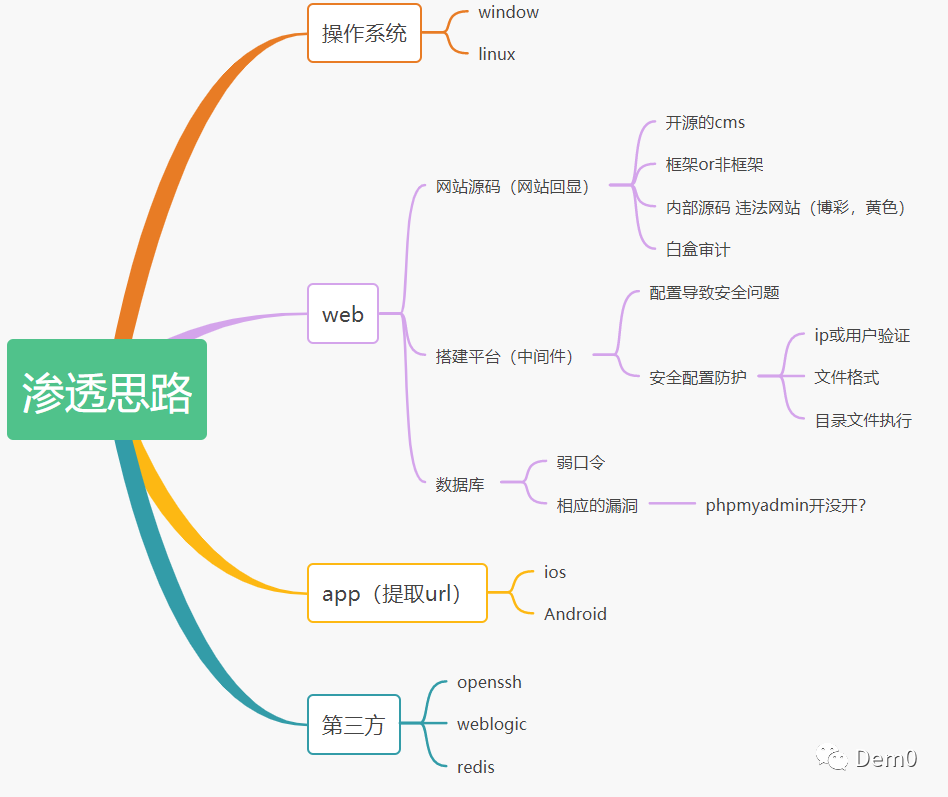 渗透思路
操作系统
window
linux
web
网站源码（网站回显）
开源的cms
框架or非框架
内部源码 违法网站（博彩，黄色）
白盒审计
搭建平台（中间件）
配置导致安全问题
安全配置防护
ip或用户验证
文件格式
目录文件执行
数据库
弱口令
相应的漏洞
phpmyadmin开没开？
app（提取url）
ios
Android
第三方
openssh
weblogic
redis
Dem0